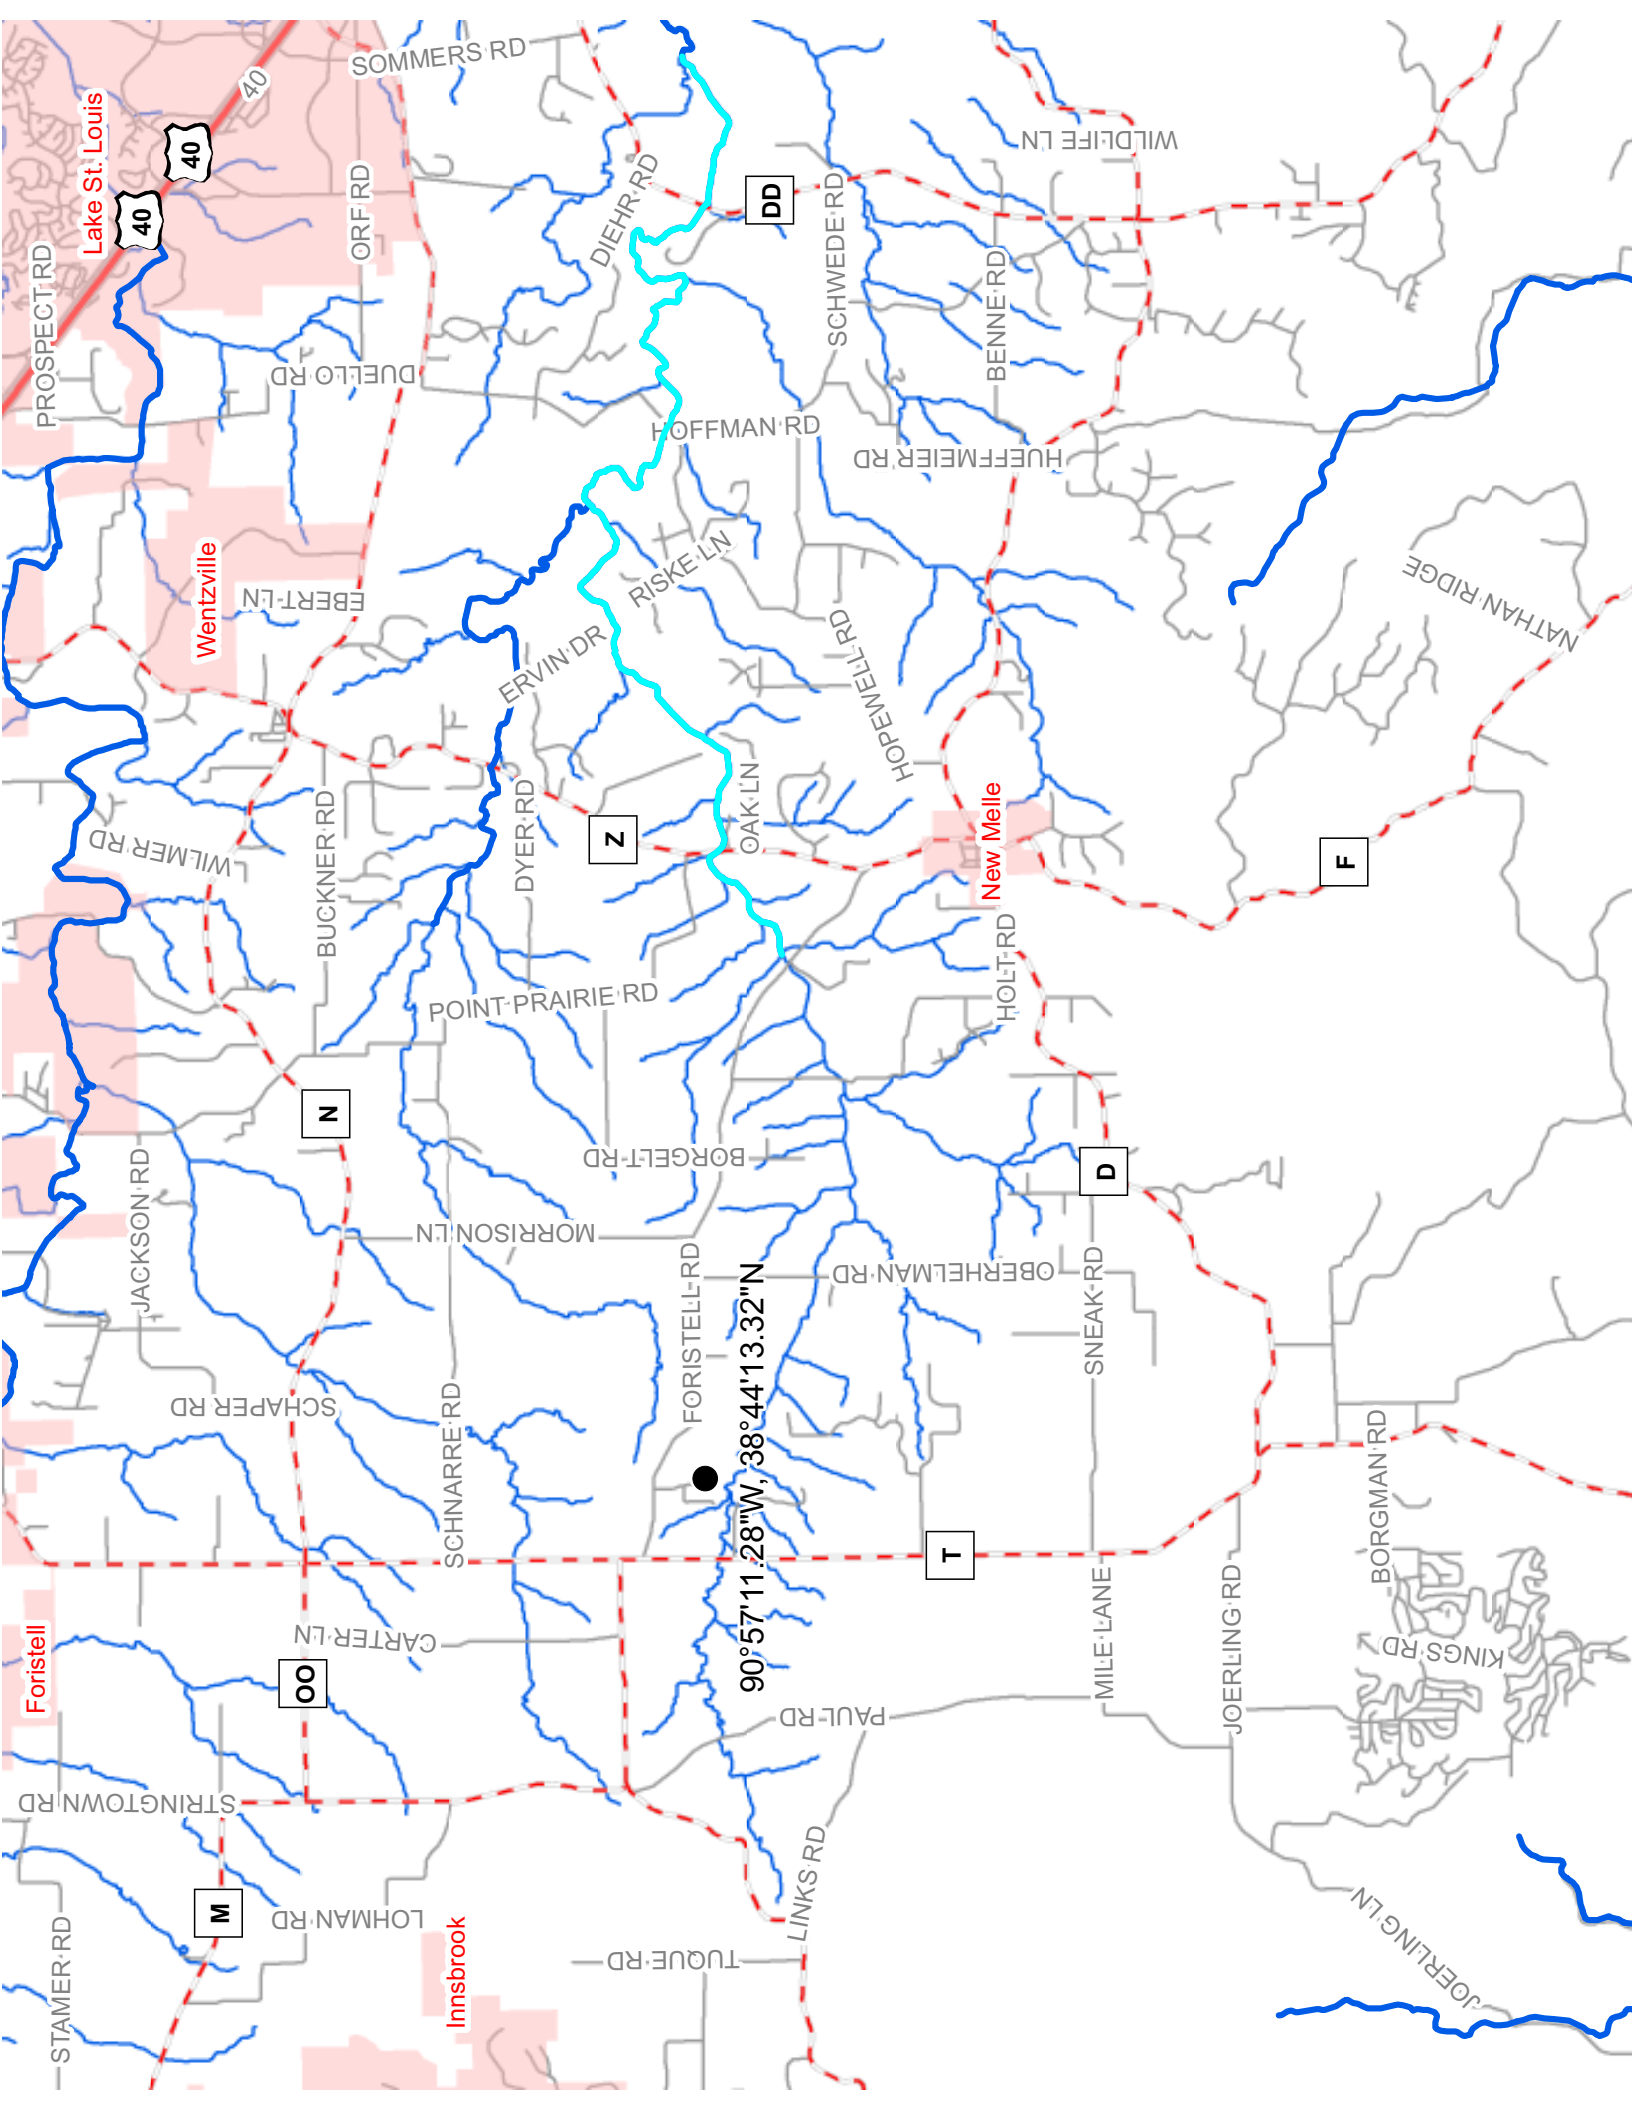 SOMMERS RD
40
Lake St. Louis
40
40
DIEHR RD
WILDLIFE LN
ORF RD
DD
SCHWEDE RD
PROSPECT RD
BENNE RD
DUELLO RD
HOFFMAN RD
HUEFFMEIER RD
Wentzville
EBERT LN
RISKE LN
NATHAN RIDGE
ERVIN DR
HOPEWELL RD
WILMER RD
BUCKNER RD
DYER RD
Z
OAK LN
New Melle
F
POINT PRAIRIE RD
HOLT RD
N
JACKSON RD
BORGELT RD
D
MORRISON LN
FORISTELL RD
OBERHELMAN RD
SNEAK RD
90°57'11.28"W, 38°44'13.32"N
SCHAPER RD
SCHNARRE RD
BORGMAN RD
T
Foristell
CARTER LN
OO
MILE LANE
JOERLING RD
KINGS RD
PAUL RD
STRINGTOWN RD
LINKS RD
M
LOHMAN RD
STAMER RD
Innsbrook
TUQUE RD
JOERLING LN